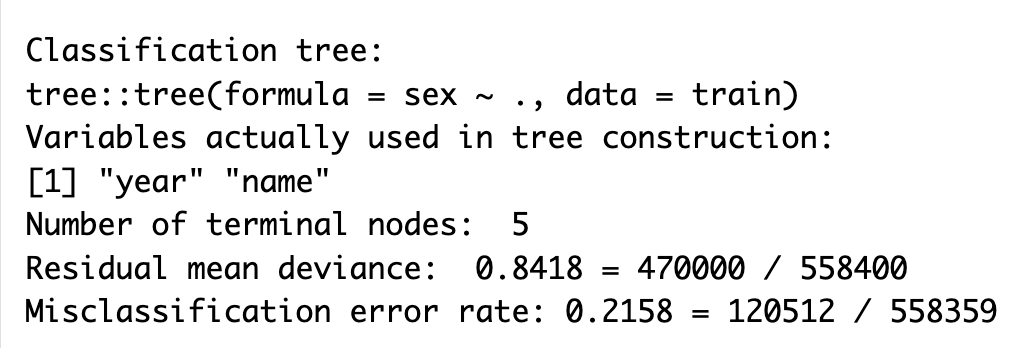 Classification tree:
tree::tree(formula = sex ~ ., data = train)
Variables actually used in tree construction:
[1] "year" "name"
Number of terminal nodes:  5
Residual mean deviance:  0.8418 = 470000 / 558400
Misclassification error rate: 0.2158 = 120512 / 558359